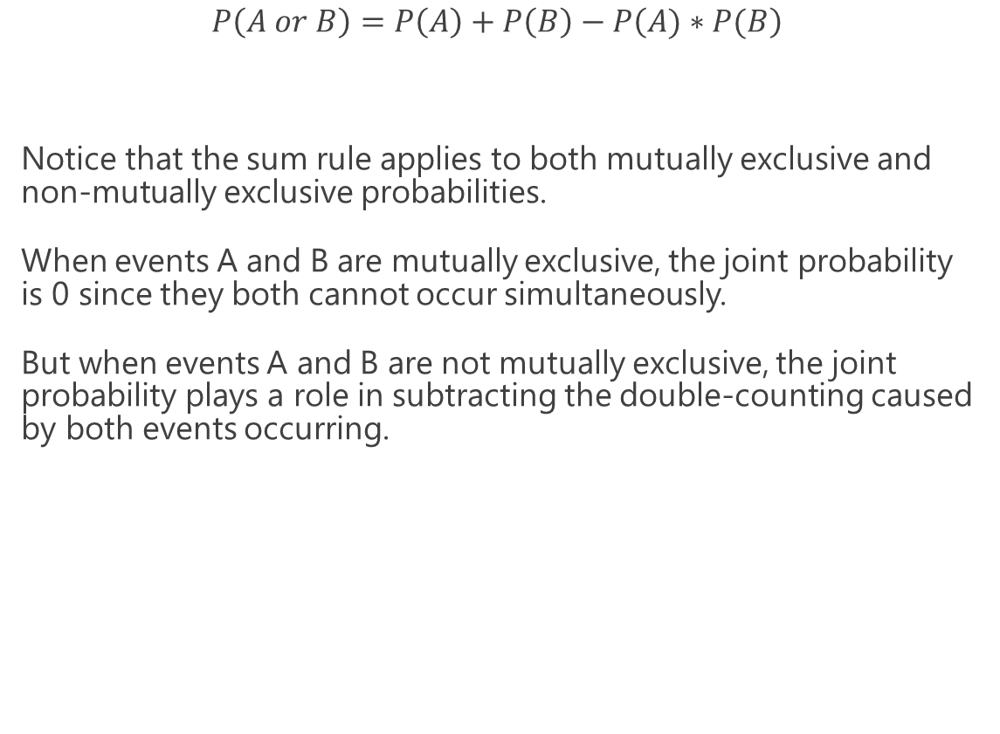 P(A or B) = P(A) + P(B) − P(A) ∗ P(B)
Notice that the sum rule applies to both mutually exclusive and
non-mutually exclusive probabilities.
When events A and B are mutually exclusive, the joint probability
is 0 since they both cannot occur simultaneously.
But when events A and B are not mutually exclusive, the joint
probability plays a role in subtracting the double-counting caused
by both events occurring.